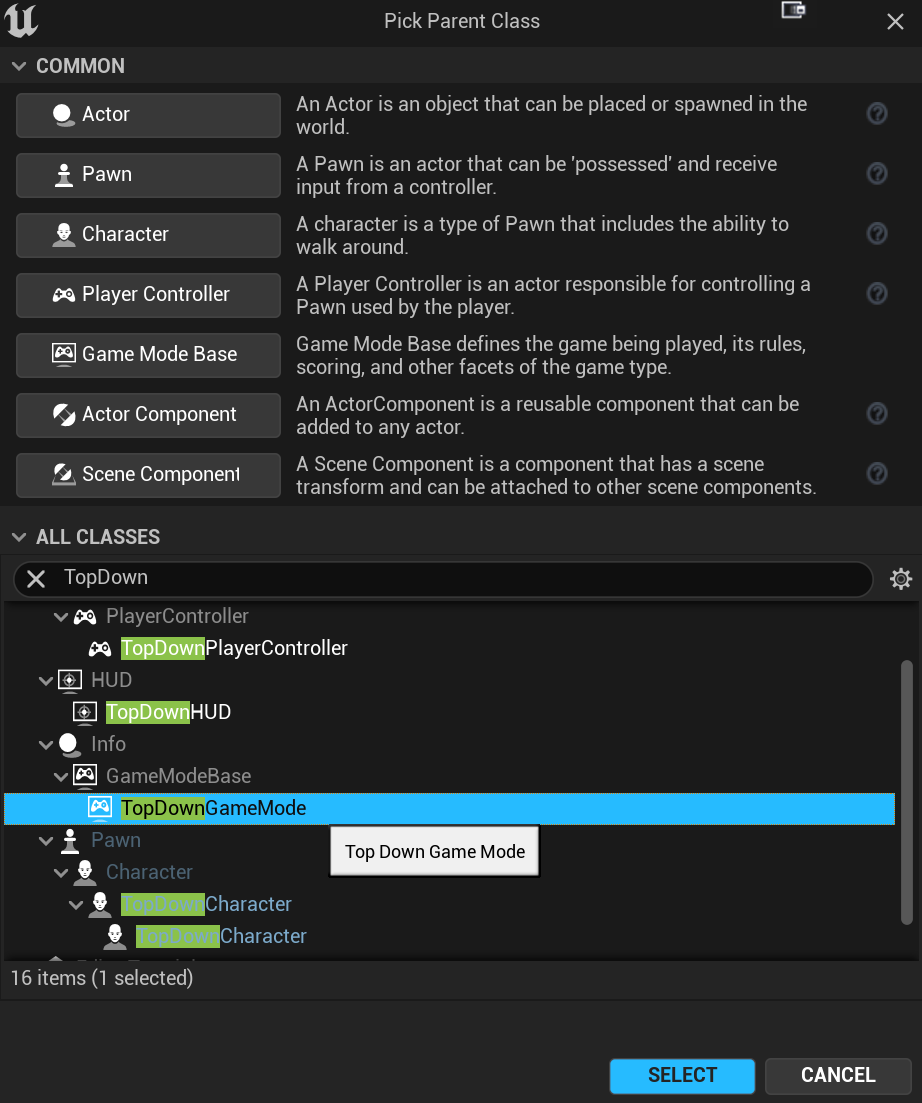 Pick Parent Class
COMMON
Actor
An Actor is an object that can be placed or spawned in the
world.
Pawn
A Pawn is an actor that can be 'possessed' and receive
input from a controller.
Character
A character is a type of Pawn that includes the ability to
walk around.
Player Controller
A Player Controller is an actor responsible for controlling a
Pawn used by the player.
Game Mode Base
Game Mode Base defines the game being played, its rules,
scoring, and other facets of the game type.
Actor Component
An ActorComponent is a reusable component that can be
added to any actor.
Scene Component
A Scene Component is a component that has a scene
transform and can be attached to other scene components.
ALL CLASSES
TopDown
PlayerController
TopDownPlayerController
HUD
TopDownHUD
Info
GameModeBase
TopDownGameMode
Pawn
Top Down Game Mode
Character
TopDownCharacter
TopDownCharacter
16 items (1 selected)
SELECT
CANCEL